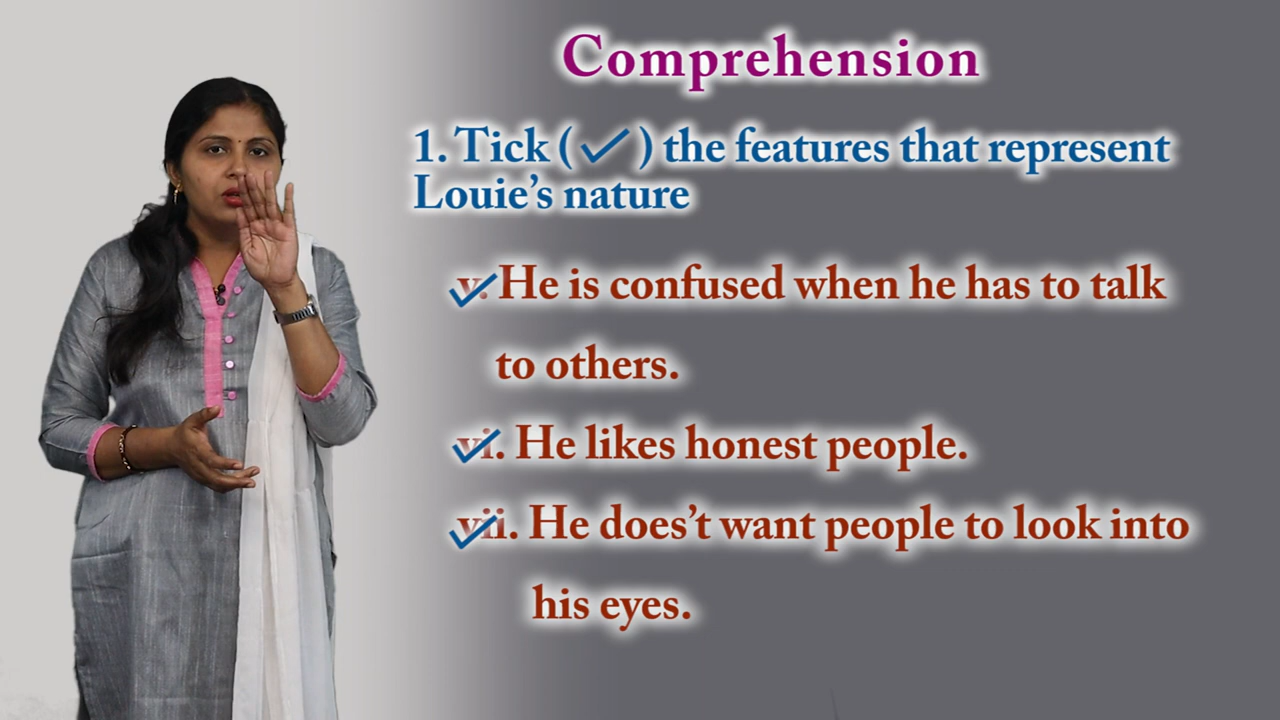 Comprehension
1. Tick (✓) the features that represent
Louie's nature
v. He is confused when he has to talk
to others.
vi. He likes honest people.
vii. He does't want people to look into
his eyes.